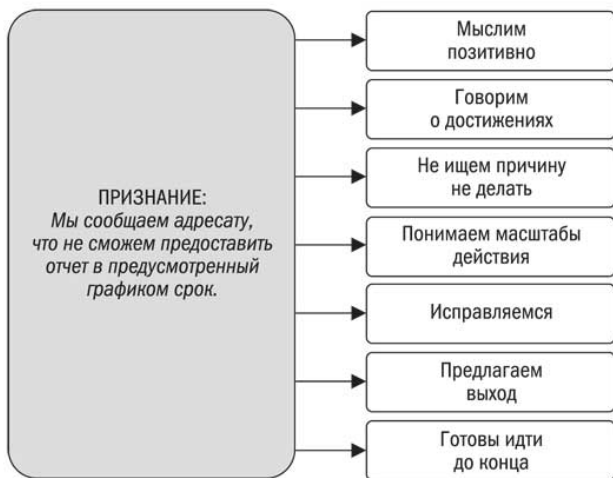 ПРИЗНАНИЕ:
Мы сообщаем адресату,
что не сможем предоставить
отчет в предусмотренный
графиком срок.
Мыслим
позитивно
Говорим
о достижениях
Не ищем причину
не делать
Понимаем масштабы
действия
Исправляемся
Предлагаем
выход
Готовы идти
до конца